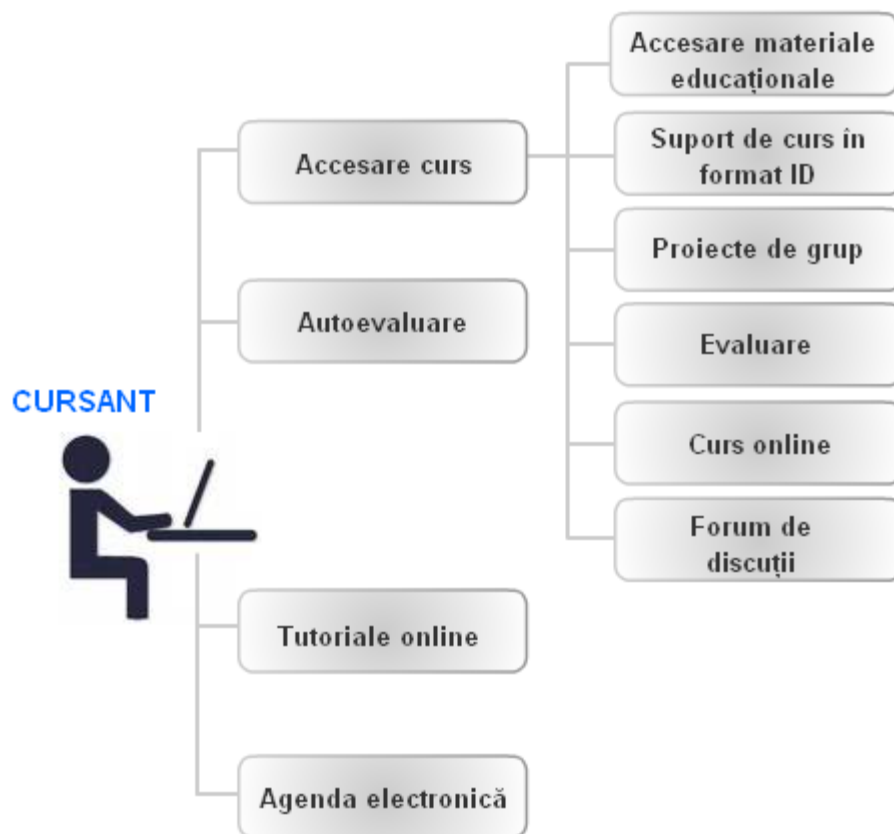 Accesare materiale
educaționale
Suport de curs în
format ID
Accesare curs
Proiecte de grup
Autoevaluare
Evaluare
CURSANT
Curs online
Forum de
discuții
Tutoriale online
Agenda electronică